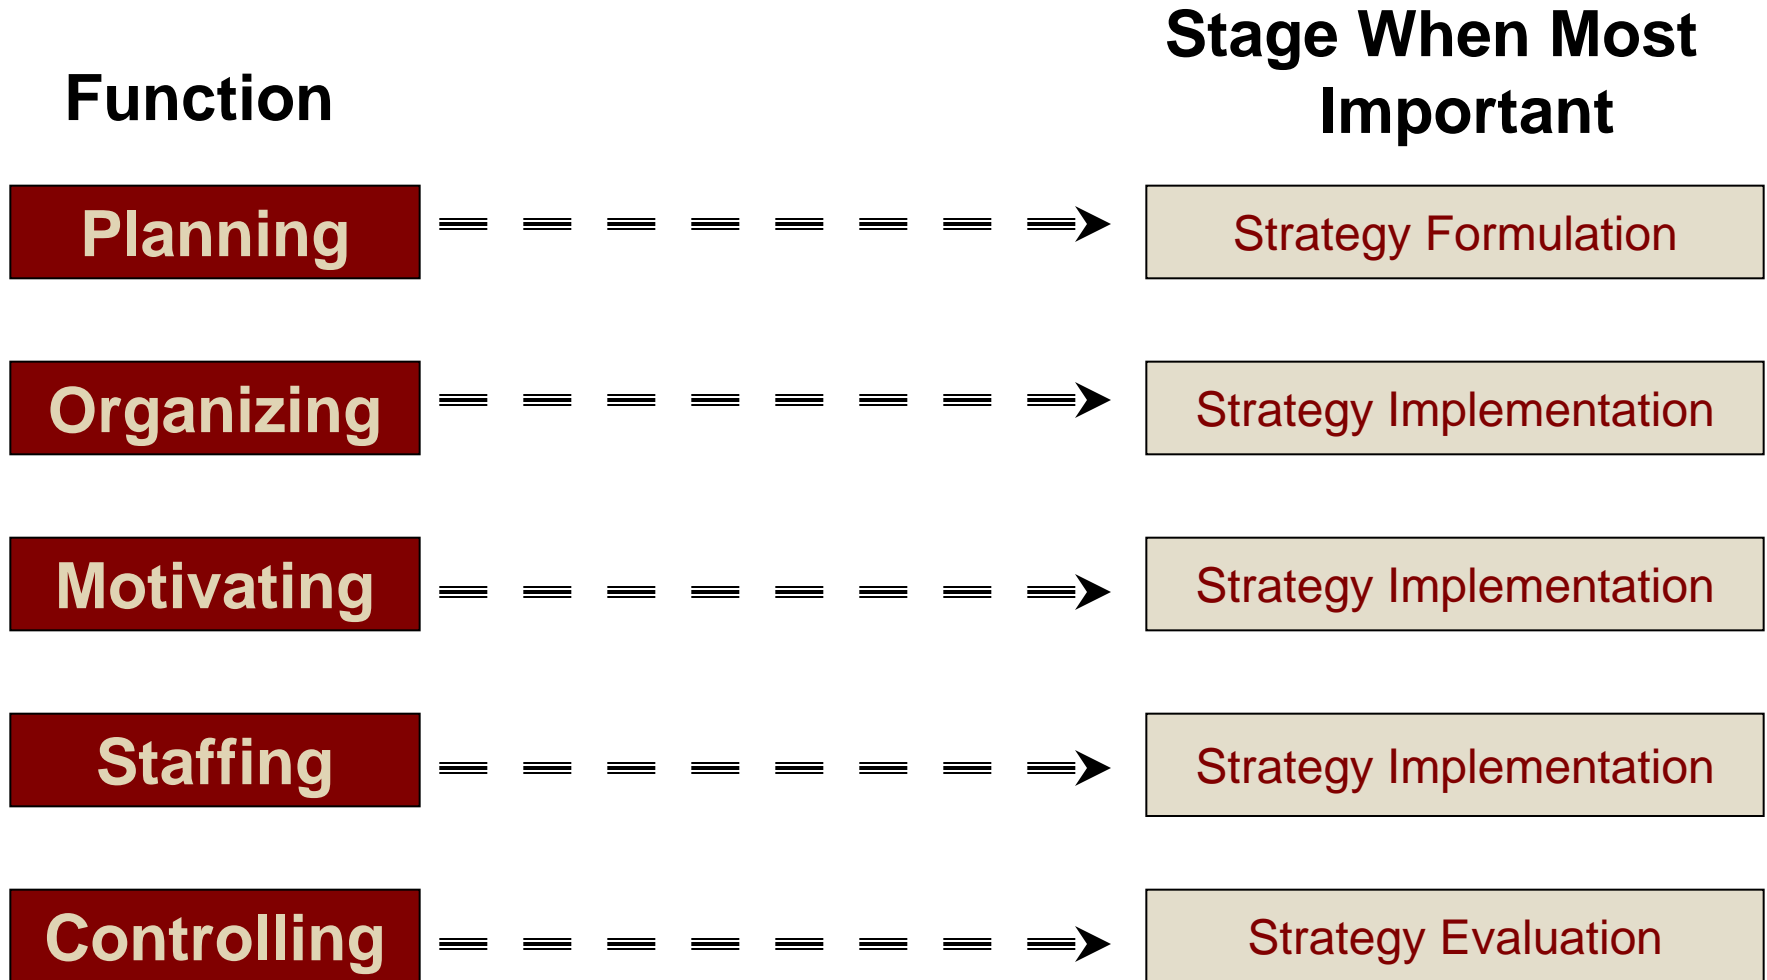 Stage When Most
Function
Important
Planning
Strategy Formulation
Organizing
Strategy Implementation
Motivating
Strategy Implementation
Staffing
Strategy Implementation
Controlling
Strategy Evaluation